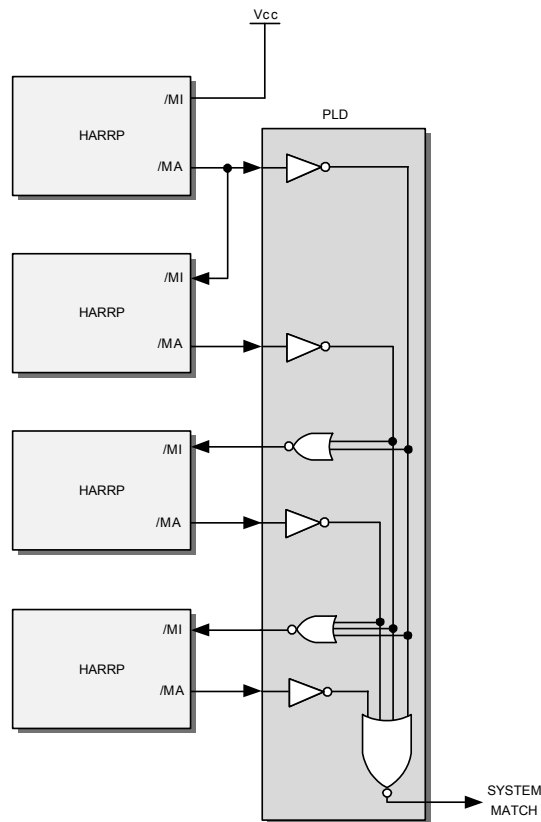 Vcc
/MI
HARRP
/MA
PLD
/MI
HARRP
/MA
/MI
HARRP
/MA
/MI
HARRP
/MA
SYSTEM
MATCH